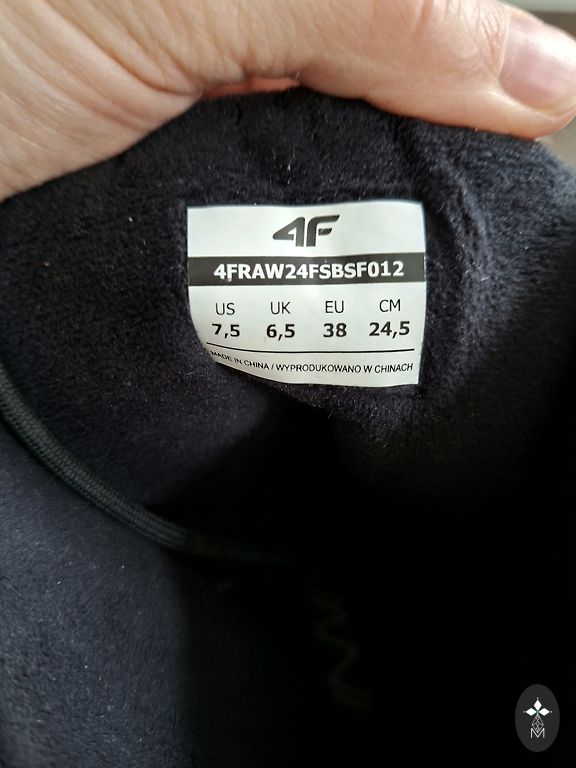 4F
4FRAW24FSBSF012
US UK EU CM
7,5 6,5 38 24,5
MADE IN CHINA / WYPRODUKOWANO W CHINACH
M